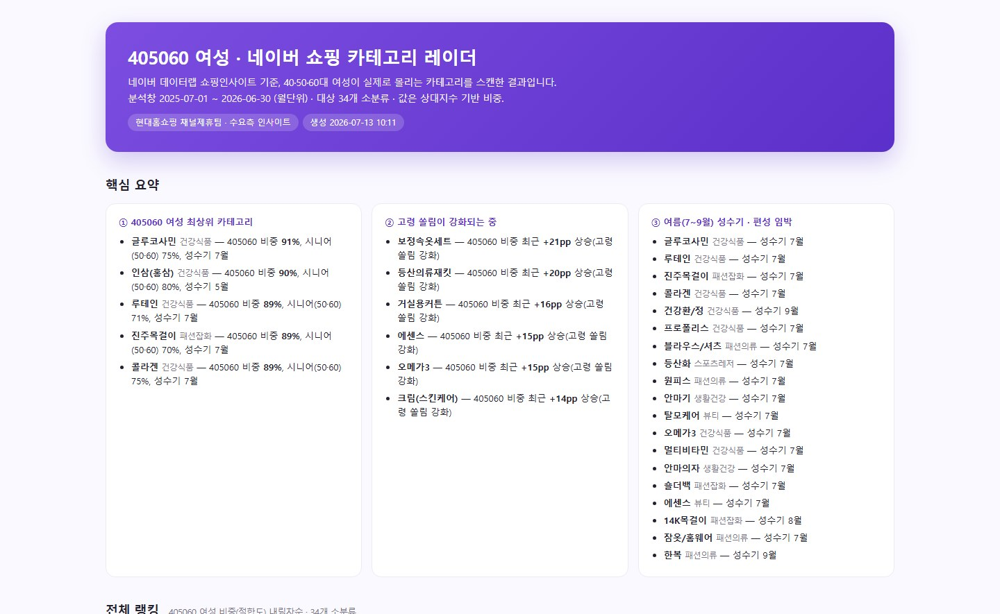 405060 여성 · 네이버 쇼핑 카테고리 레이더
네이버 데이터랩 쇼핑인사이트 기준, 40·50·60대 여성이 실제로 몰리는 카테고리를 스캔한 결과입니다.
분석창 2025-07-01 ~ 2026-06-30 (월단위) · 대상 34개 소분류 · 값은 상대지수 기반 비중.
현대홈쇼핑 채널제휴팀 · 수요측 인사이트
생성 2026-07-13 10:11
핵심 요약
① 405060 여성 최상위 카테고리
글루코사민 건강식품 — 405060 비중 91%, 시니어
(50·60) 75%, 성수기 7월
인삼(홍삼) 건강식품 — 405060 비중 90%, 시니어
(50·60) 80%, 성수기 5월
루테인 건강식품 — 405060 비중 89%, 시니어(50·60)
71%, 성수기 7월
진주목걸이 패션잡화 — 405060 비중 89%, 시니어
(50·60) 70%, 성수기 7월
콜라겐 건강식품 — 405060 비중 89%, 시니어(50·60)
75%, 성수기 7월
② 고령 쏠림이 강화되는 중
보정속옷세트 — 405060 비중 최근 +21pp 상승(고령
쏠림 강화)
등산의류재킷 — 405060 비중 최근 +20pp 상승(고령
쏠림 강화)
거실용커튼 — 405060 비중 최근 +16pp 상승(고령
쏠림 강화)
에센스 — 405060 비중 최근 +15pp 상승(고령 쏠림
강화)
오메가3 — 405060 비중 최근 +15pp 상승(고령 쏠림
강화)
크림(스킨케어) — 405060 비중 최근 +14pp 상승(고
령 쏠림 강화)
③ 여름(7~9월) 성수기 · 편성 임박
글루코사민 건강식품 — 성수기 7월
루테인 건강식품 — 성수기 7월
진주목걸이 패션잡화 — 성수기 7월
콜라겐 건강식품 — 성수기 7월
건강환/정 건강식품 — 성수기 9월
프로폴리스 건강식품 — 성수기 7월
블라우스/셔츠 패션의류 — 성수기 7월
등산화 스포츠레저 — 성수기 7월
원피스 패션의류 — 성수기 7월
안마기 생활건강 — 성수기 7월
탈모케어 뷰티 — 성수기 7월
오메가3 건강식품 — 성수기 7월
멀티비타민 건강식품 — 성수기 7월
안마의자 생활건강 — 성수기 7월
숄더백 패션잡화 — 성수기 7월
에센스 뷰티 — 성수기 7월
14K목걸이 패션잡화 — 성수기 8월
잠옷/홈웨어 패션의류 — 성수기 7월
한복 패션의류 — 성수기 9월
전체 랭킹 405060 여성 비중(적합도) 내림차순 · 34개 소분류